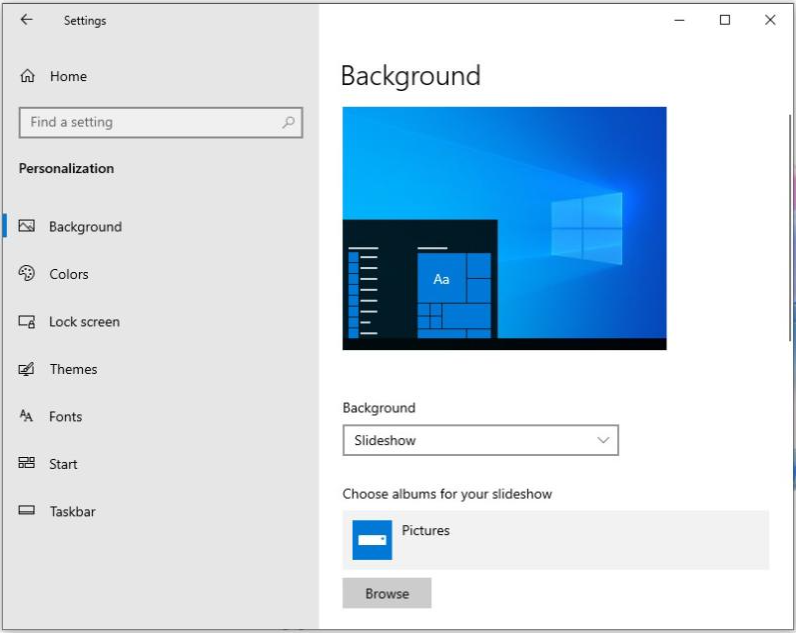 Settings
Home
Find a setting
Personalization
Background
Colors
Lock screen
Themes
Fonts
Start
Taskbar
Background
Aa
Background
Slideshow
Choose albums for your slideshow
Pictures
Browse